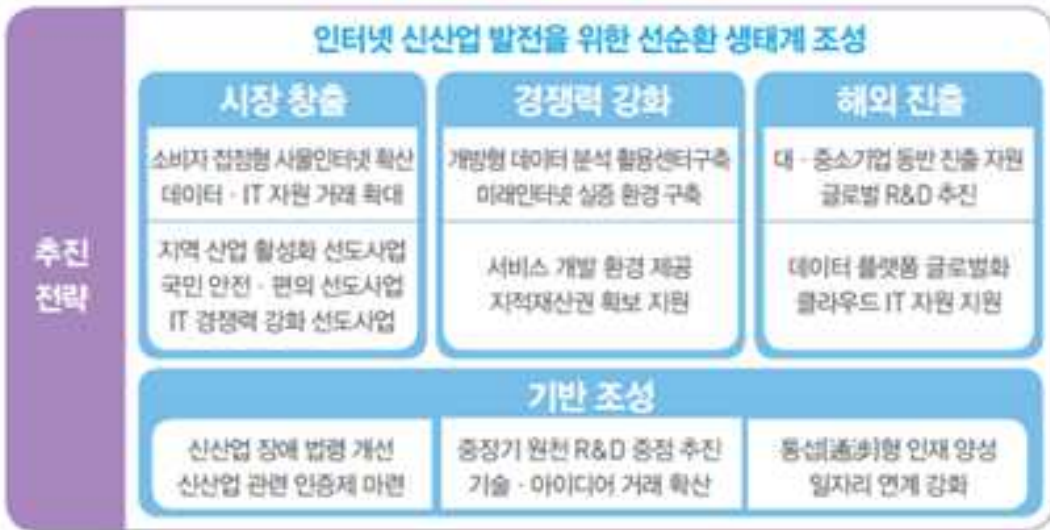 인터넷 신산업 발전을 위한 선순환 생태계 조성
추진
전략
시장 창출
소비자 접점형 사물인터넷 확산
데이터 · IT 자원 거래 확대
지역 산업 활성화 선도사업
국민 안전 · 편의 선도사업
IT 경쟁력 강화 선도사업
경쟁력 강화
개방형 데이터 분석 활용센터구축
미래인터넷 실증 환경 구축
서비스 개발 환경 제공
지적재산권 확보 지원
해외 진출
대 · 중소기업 동반 진출 지원
글로벌 R&D 추진
데이터 플랫폼 글로벌화
클라우드 IT 자원 지원
기반 조성
신산업 장애 법령 개선
신산업 관련 인증제 마련
중장기 원천 R&D 중점 추진
기술 · 아이디어 거래 확산
통섭[通涉]형 인재 양성
일자리 연계 강화